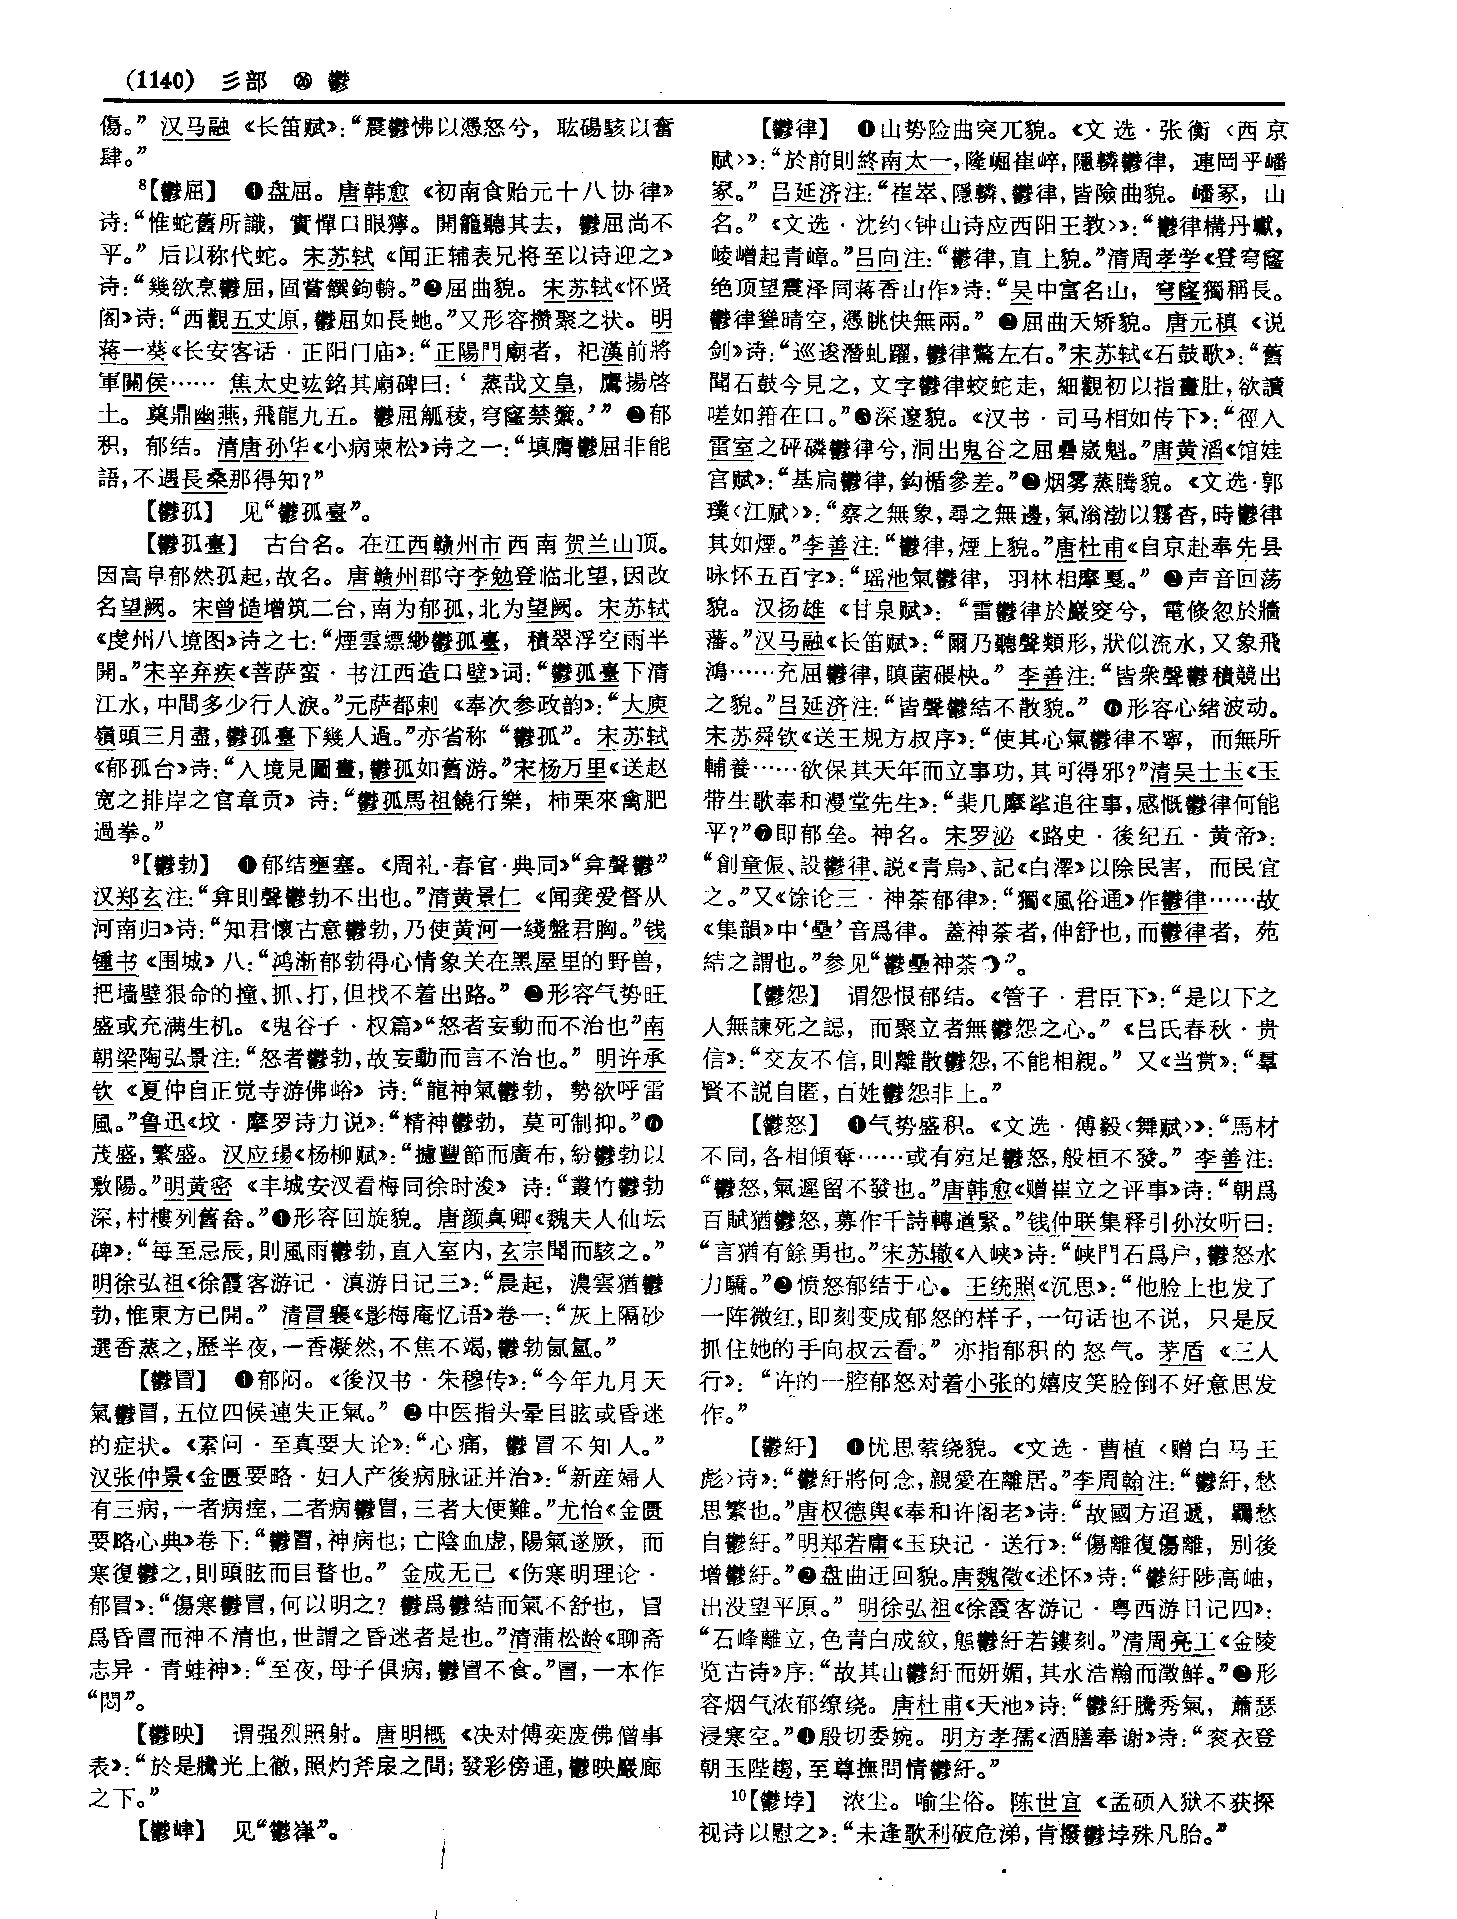 (1140) 彡部 ㉖ 鬱
傷。”汉马融《长笛赋》：“震鬱怫以憑怒兮，耾碭駭以奮
肆。”
⁸【鬱屈】 ❶盘屈。唐韩愈《初南食贻元十八协律》
诗：“惟蛇舊所識，實憚口眼獰。開籠聽其去，鬱屈尚不
平。”后以称代蛇。宋苏轼《闻正辅表兄将至以诗迎之》
诗：“幾欲烹鬱屈，固嘗饌鉤輈。”❷屈曲貌。宋苏轼《怀贤
阁》诗：“西觀五丈原，鬱屈如長虵。”又形容攒聚之状。明
蒋一葵《长安客话·正阳门庙》：“正陽門廟者，祀漢前將
軍關侯……焦太史竑銘其廟碑曰：‘蒸哉文皇，鷹揚啓
土。奠鼎幽燕，飛龍九五。鬱屈觚稜，穹窿禁籞。’”❸郁
积，郁结。清唐孙华《小病柬松》诗之一：“填膺鬱屈非能
語，不遇長桑那得知？”
【鬱孤】 见“鬱孤臺”。
【鬱孤臺】 古台名。在江西赣州市西南贺兰山顶。
因高阜郁然孤起，故名。唐赣州郡守李勉登临北望，因改
名望阙。宋曾慥增筑二台，南为郁孤，北为望阙。宋苏轼
《虔州八境图》诗之七：“煙雲縹缈鬱孤臺，積翠浮空雨半
開。”宋辛弃疾《菩萨蛮·书江西造口壁》词：“鬱孤臺下清
江水，中間多少行人淚。”元萨都剌《奉次参政韵》：“大庾
嶺頭三月盡，鬱孤臺下幾人過。”亦省称“鬱孤”。宋苏轼
《郁孤台》诗：“入境見圖畫，鬱孤如舊游。”宋杨万里《送赵
宽之排岸之官章贡》诗：“鬱孤馬祖饒行樂，柿栗來禽肥
過拳。”
⁹【鬱勃】 ❶郁结壅塞。《周礼·春官·典同》“弇聲鬱”
汉郑玄注：“弇則聲鬱勃不出也。”清黄景仁《闻龚爱督从
河南归》诗：“知君懷古意鬱勃，乃使黄河一綫盤君胸。”钱
锺书《围城》八：“鸿渐郁勃得心情象关在黑屋里的野兽，
把墙壁狠命的撞、抓、打，但找不着出路。”❷形容气势旺
盛或充满生机。《鬼谷子·权篇》“怒者妄動而不治也”南
朝梁陶弘景注：“怒者鬱勃，故妄動而言不治也。”明许承
钦《夏仲自正觉寺游佛峪》诗：“龍神氣鬱勃，勢欲呼雷
風。”鲁迅《坟·摩罗诗力说》：“精神鬱勃，莫可制抑。”❸
茂盛，繁盛。汉应玚《杨柳赋》：“攄豐節而廣布，紛鬱勃以
敷陽。”明黄密《丰城安汊看梅同徐时浚》诗：“叢竹鬱勃
深，村樓列舊畲。”❹形容回旋貌。唐颜真卿《魏夫人仙坛
碑》：“每至忌辰，則風雨鬱勃，直入室内，玄宗聞而駭之。”
明徐弘祖《徐霞客游记·滇游日记三》：“晨起，濃雲猶鬱
勃，惟東方已開。”清冒襄《影梅庵忆语》卷一：“灰上隔砂
選香蒸之，歷半夜，一香凝然，不焦不竭，鬱勃氤氲。”
【鬱冒】 ❶郁闷。《後汉书·朱穆传》：“今年九月天
氣鬱冒，五位四候連失正氣。”❷中医指头晕目眩或昏迷
的症状。《素问·至真要大论》：“心痛，鬱冒不知人。”
汉张仲景《金匮要略·妇人产後病脉证并治》：“新産婦人
有三病，一者病痓，二者病鬱冒，三者大便難。”尤怡《金匮
要略心典》卷下：“鬱冒，神病也；亡陰血虚，陽氣遂厥，而
寒復鬱之，則頭眩而目瞀也。”金成无己《伤寒明理论·
郁冒》：“傷寒鬱冒，何以明之？鬱爲鬱結而氣不舒也，冒
爲昏冒而神不清也，世謂之昏迷者是也。”清蒲松龄《聊斋
志异·青蛙神》：“至夜，母子俱病，鬱冒不食。”冒，一本作
“悶”。
【鬱映】 谓强烈照射。唐明概《决对傅奕废佛僧事
表》：“於是騰光上徹，照灼斧扆之間；發彩傍通，鬱映巖廊
之下。”
【鬱峍】 见“鬱嵂”。
【鬱律】 ❶山势险曲突兀貌。《文选·张衡〈西京
赋〉》：“於前則終南太一，隆崛崔崪，隱轔鬱律，連岡乎嶓
冢。”吕延济注：“崔崒、隱轔、鬱律，皆險曲貌。嶓冢，山
名。”《文选·沈约〈钟山诗应西阳王教〉》：“鬱律構丹巘，
崚嶒起青嶂。”吕向注：“鬱律，直上貌。”清周孝学《登穹窿
绝顶望震泽同蒋香山作》诗：“吴中富名山，穹窿獨稱長。
鬱律聳晴空，憑眺快無兩。”❷屈曲夭矫貌。唐元稹《说
剑》诗：“巡逡潛虬躍，鬱律驚左右。”宋苏轼《石鼓歌》：“舊
聞石鼓今見之，文字鬱律蛟蛇走，細觀初以指畫肚，欲讀
嗟如箝在口。”❸深邃貌。《汉书·司马相如传下》：“徑入
雷室之砰磷鬱律兮，洞出鬼谷之屈礨崴魁。”唐黄滔《馆娃
宫赋》：“基扃鬱律，鈎楯參差。”❹烟雾蒸腾貌。《文选·郭
璞〈江赋〉》：“察之無象，尋之無邊，氣滃渤以霧杳，時鬱律
其如煙。”李善注：“鬱律，煙上貌。”唐杜甫《自京赴奉先县
咏怀五百字》：“瑶池氣鬱律，羽林相摩戛。”❺声音回荡
貌。汉扬雄《甘泉赋》：“雷鬱律於巖窔兮，電倏忽於牆
藩。”汉马融《长笛赋》：“爾乃聽聲類形，狀似流水，又象飛
鴻……充屈鬱律，瞋菌碨柍。”李善注：“皆衆聲鬱積競出
之貌。”吕延济注：“皆聲鬱結不散貌。”❻形容心绪波动。
宋苏舜钦《送王规方叔序》：“使其心氣鬱律不寧，而無所
輔養……欲保其天年而立事功，其可得邪？”清吴士玉《玉
带生歌奉和漫堂先生》：“棐几摩挲追往事，感慨鬱律何能
平？”❼即郁垒。神名。宋罗泌《路史·後纪五·黄帝》：
“創童侲、設鬱律、説《青烏》、記《白澤》以除民害，而民宜
之。”又《馀论三·神荼郁律》：“獨《風俗通》作鬱律……故
《集韻》中‘壘’音爲律。蓋神荼者，伸舒也，而鬱律者，苑
結之謂也。”参见“鬱壘神荼”。
【鬱怨】 谓怨恨郁结。《管子·君臣下》：“是以下之
人無諫死之誋，而聚立者無鬱怨之心。”《吕氏春秋·贵
信》：“交友不信，則離散鬱怨，不能相親。”又《当赏》：“羣
賢不説自匿，百姓鬱怨非上。”
【鬱怒】 ❶气势盛积。《文选·傅毅〈舞赋〉》：“馬材
不同，各相傾奪……或有宛足鬱怒，般桓不發。”李善注：
“鬱怒，氣遲留不發也。”唐韩愈《赠崔立之评事》诗：“朝爲
百賦猶鬱怒，募作千詩轉遒緊。”钱仲联集释引孙汝听曰：
“言猶有餘勇也。”宋苏辙《入峡》诗：“峡門石爲户，鬱怒水
力驕。”❷愤怒郁结于心。王统照《沉思》：“他脸上也发了
一阵微红，即刻变成郁怒的样子，一句话也不说，只是反
抓住她的手向叔云看。”亦指郁积的怒气。茅盾《三人
行》：“许的一腔郁怒对着小张的嬉皮笑脸倒不好意思发
作。”
【鬱紆】 ❶忧思萦绕貌。《文选·曹植〈赠白马王
彪〉诗》：“鬱紆將何念，親愛在離居。”李周翰注：“鬱紆，愁
思繁也。”唐权德舆《奉和许阁老》诗：“故國方迢遞，羈愁
自鬱紆。”明郑若庸《玉玦记·送行》：“傷離復傷離，别後
增鬱紆。”❷盘曲迂回貌。唐魏徵《述怀》诗：“鬱紆陟高岫，
出没望平原。”明徐弘祖《徐霞客游记·粤西游日记四》：
“石峰離立，色青白成紋，態鬱紆若鏤刻。”清周亮工《金陵
览古诗》序：“故其山鬱紆而妍媚，其水浩瀚而澂鮮。”❸形
容烟气浓郁缭绕。唐杜甫《天池》诗：“鬱紆騰秀氣，蕭瑟
浸寒空。”❹殷切委婉。明方孝孺《酒膳奉谢》诗：“衮衣登
朝玉陛趨，至尊撫問情鬱紆。”
¹⁰【鬱垺】 浓尘。喻尘俗。陈世宜《孟硕入狱不获探
视诗以慰之》：“未逢歌利破危涕，肯撥鬱垺殊凡胎。”